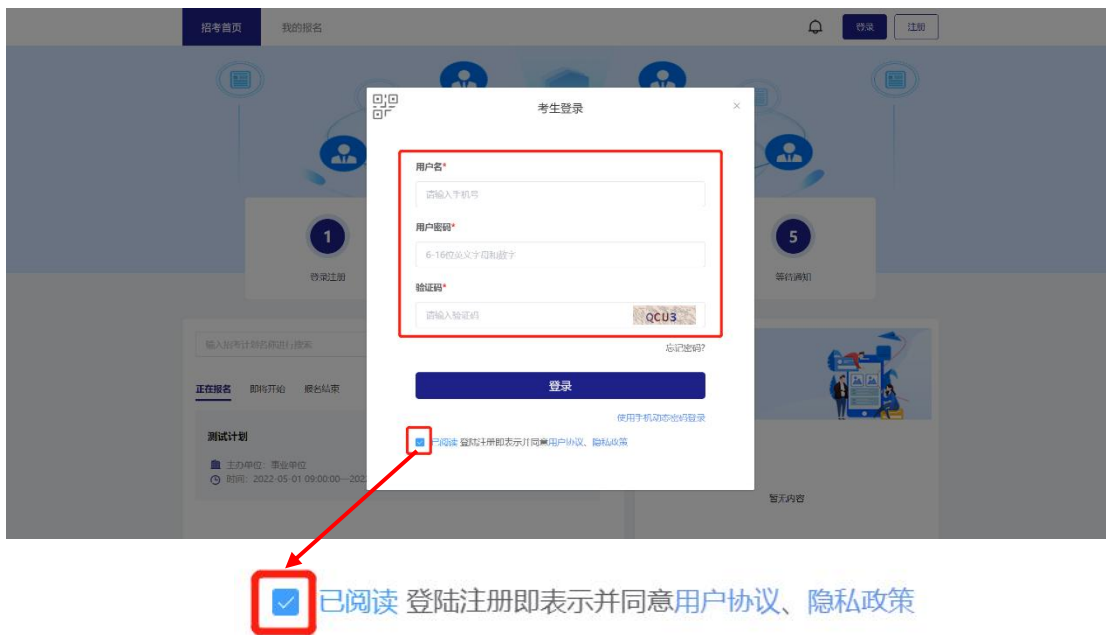 招考首页 我的报名 登录 注册
考生登录
用户名*
请输入手机号
用户密码*
6-16位英文字母和数字
验证码*
请输入验证码 QCU3
忘记密码?
登录
使用手机动态密码登录
已阅读 登陆注册即表示并同意用户协议、隐私政策
1
登录注册
5
等待通知
输入招考计划名称进行搜索
正在报名 即将开始 报名结束
测试计划
主办单位: 事业单位
时间: 2022-05-01 09:00:00—202
暂无内容
已阅读 登陆注册即表示并同意用户协议、隐私政策